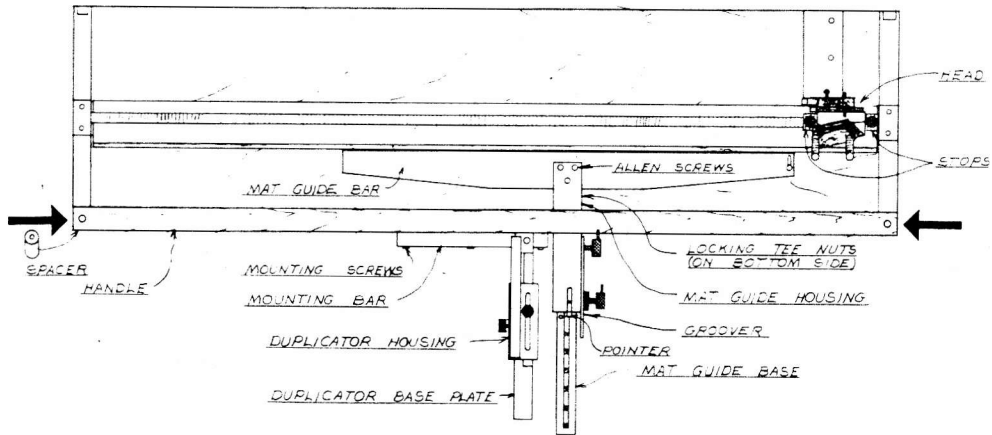 HEAD
STOPS
ALLEN SCREWS
MAT GUIDE BAR
SPACER
HANDLE
MOUNTING SCREWS
MOUNTING BAR
LOCKING TEE NUTS
(ON BOTTOM SIDE)
MAT GUIDE HOUSING
GROOVER
DUPLICATOR HOUSING
POINTER
MAT GUIDE BASE
DUPLICATOR BASE PLATE